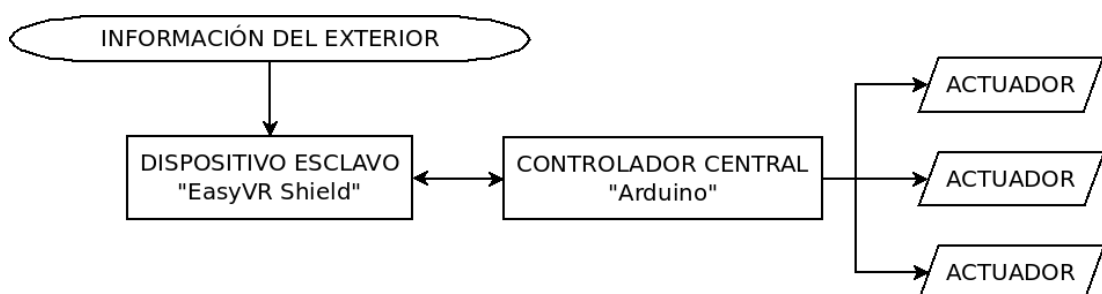 INFORMACIÓN DEL EXTERIOR
DISPOSITIVO ESCLAVO
"EasyVR Shield"
CONTROLADOR CENTRAL
"Arduino"
ACTUADOR
ACTUADOR
ACTUADOR